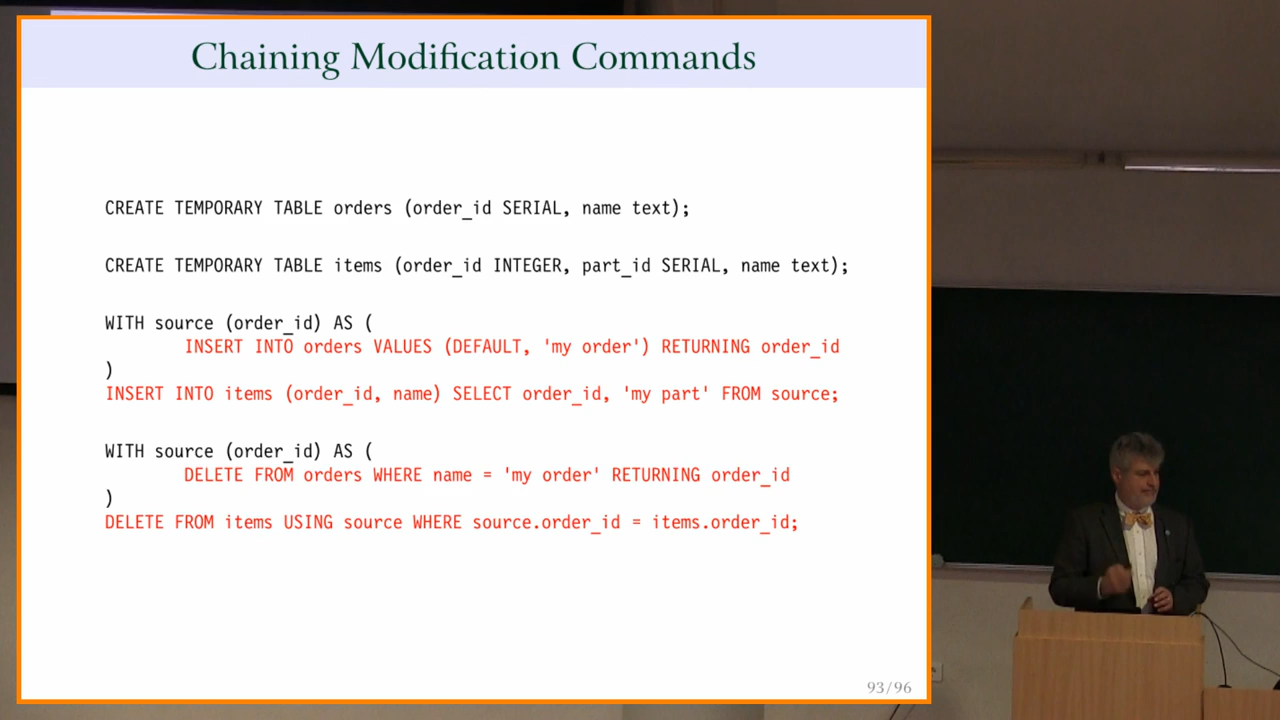 Chaining Modification Commands
CREATE TEMPORARY TABLE orders (order_id SERIAL, name text);
CREATE TEMPORARY TABLE items (order_id INTEGER, part_id SERIAL, name text);
WITH source (order_id) AS (
INSERT INTO orders VALUES (DEFAULT, 'my order') RETURNING order_id
)
INSERT INTO items (order_id, name) SELECT order_id, 'my part' FROM source;
WITH source (order_id) AS (
DELETE FROM orders WHERE name = 'my order' RETURNING order_id
)
DELETE FROM items USING source WHERE source.order_id = items.order_id;
93/96